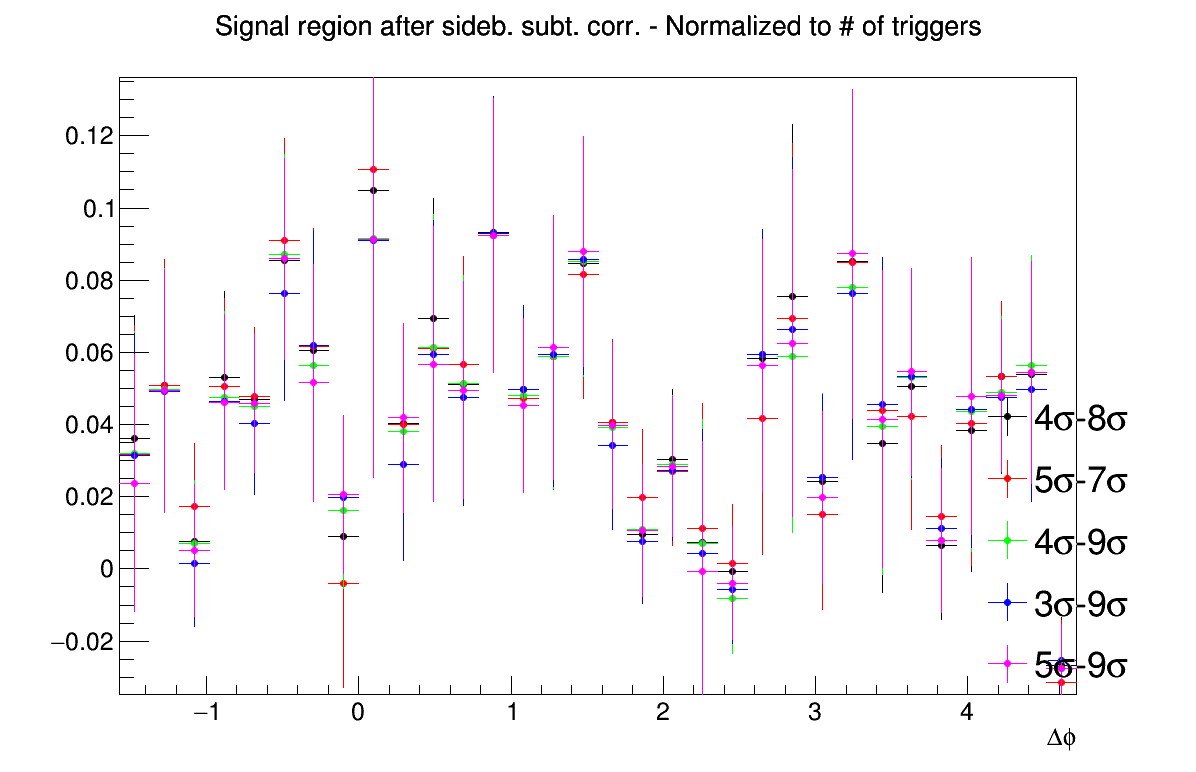 Signal region after sideb. subt. corr. - Normalized to # of triggers
0.12
0.1
0.08
0.06
0.04
0.02
0
−0.02
4σ-8σ
5σ-7σ
4σ-9σ
3σ-9σ
5σ-9σ
−1 0 1 2 3 4
Δϕ